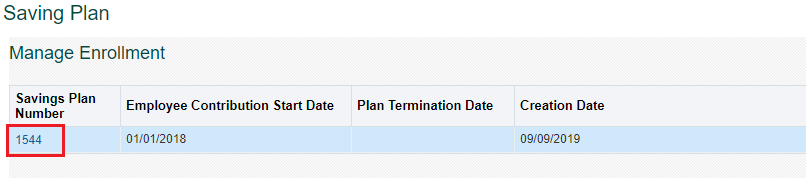 Saving Plan
Manage Enrollment
Savings Plan Number
Employee Contribution Start Date
Plan Termination Date
Creation Date
1544
01/01/2018
09/09/2019